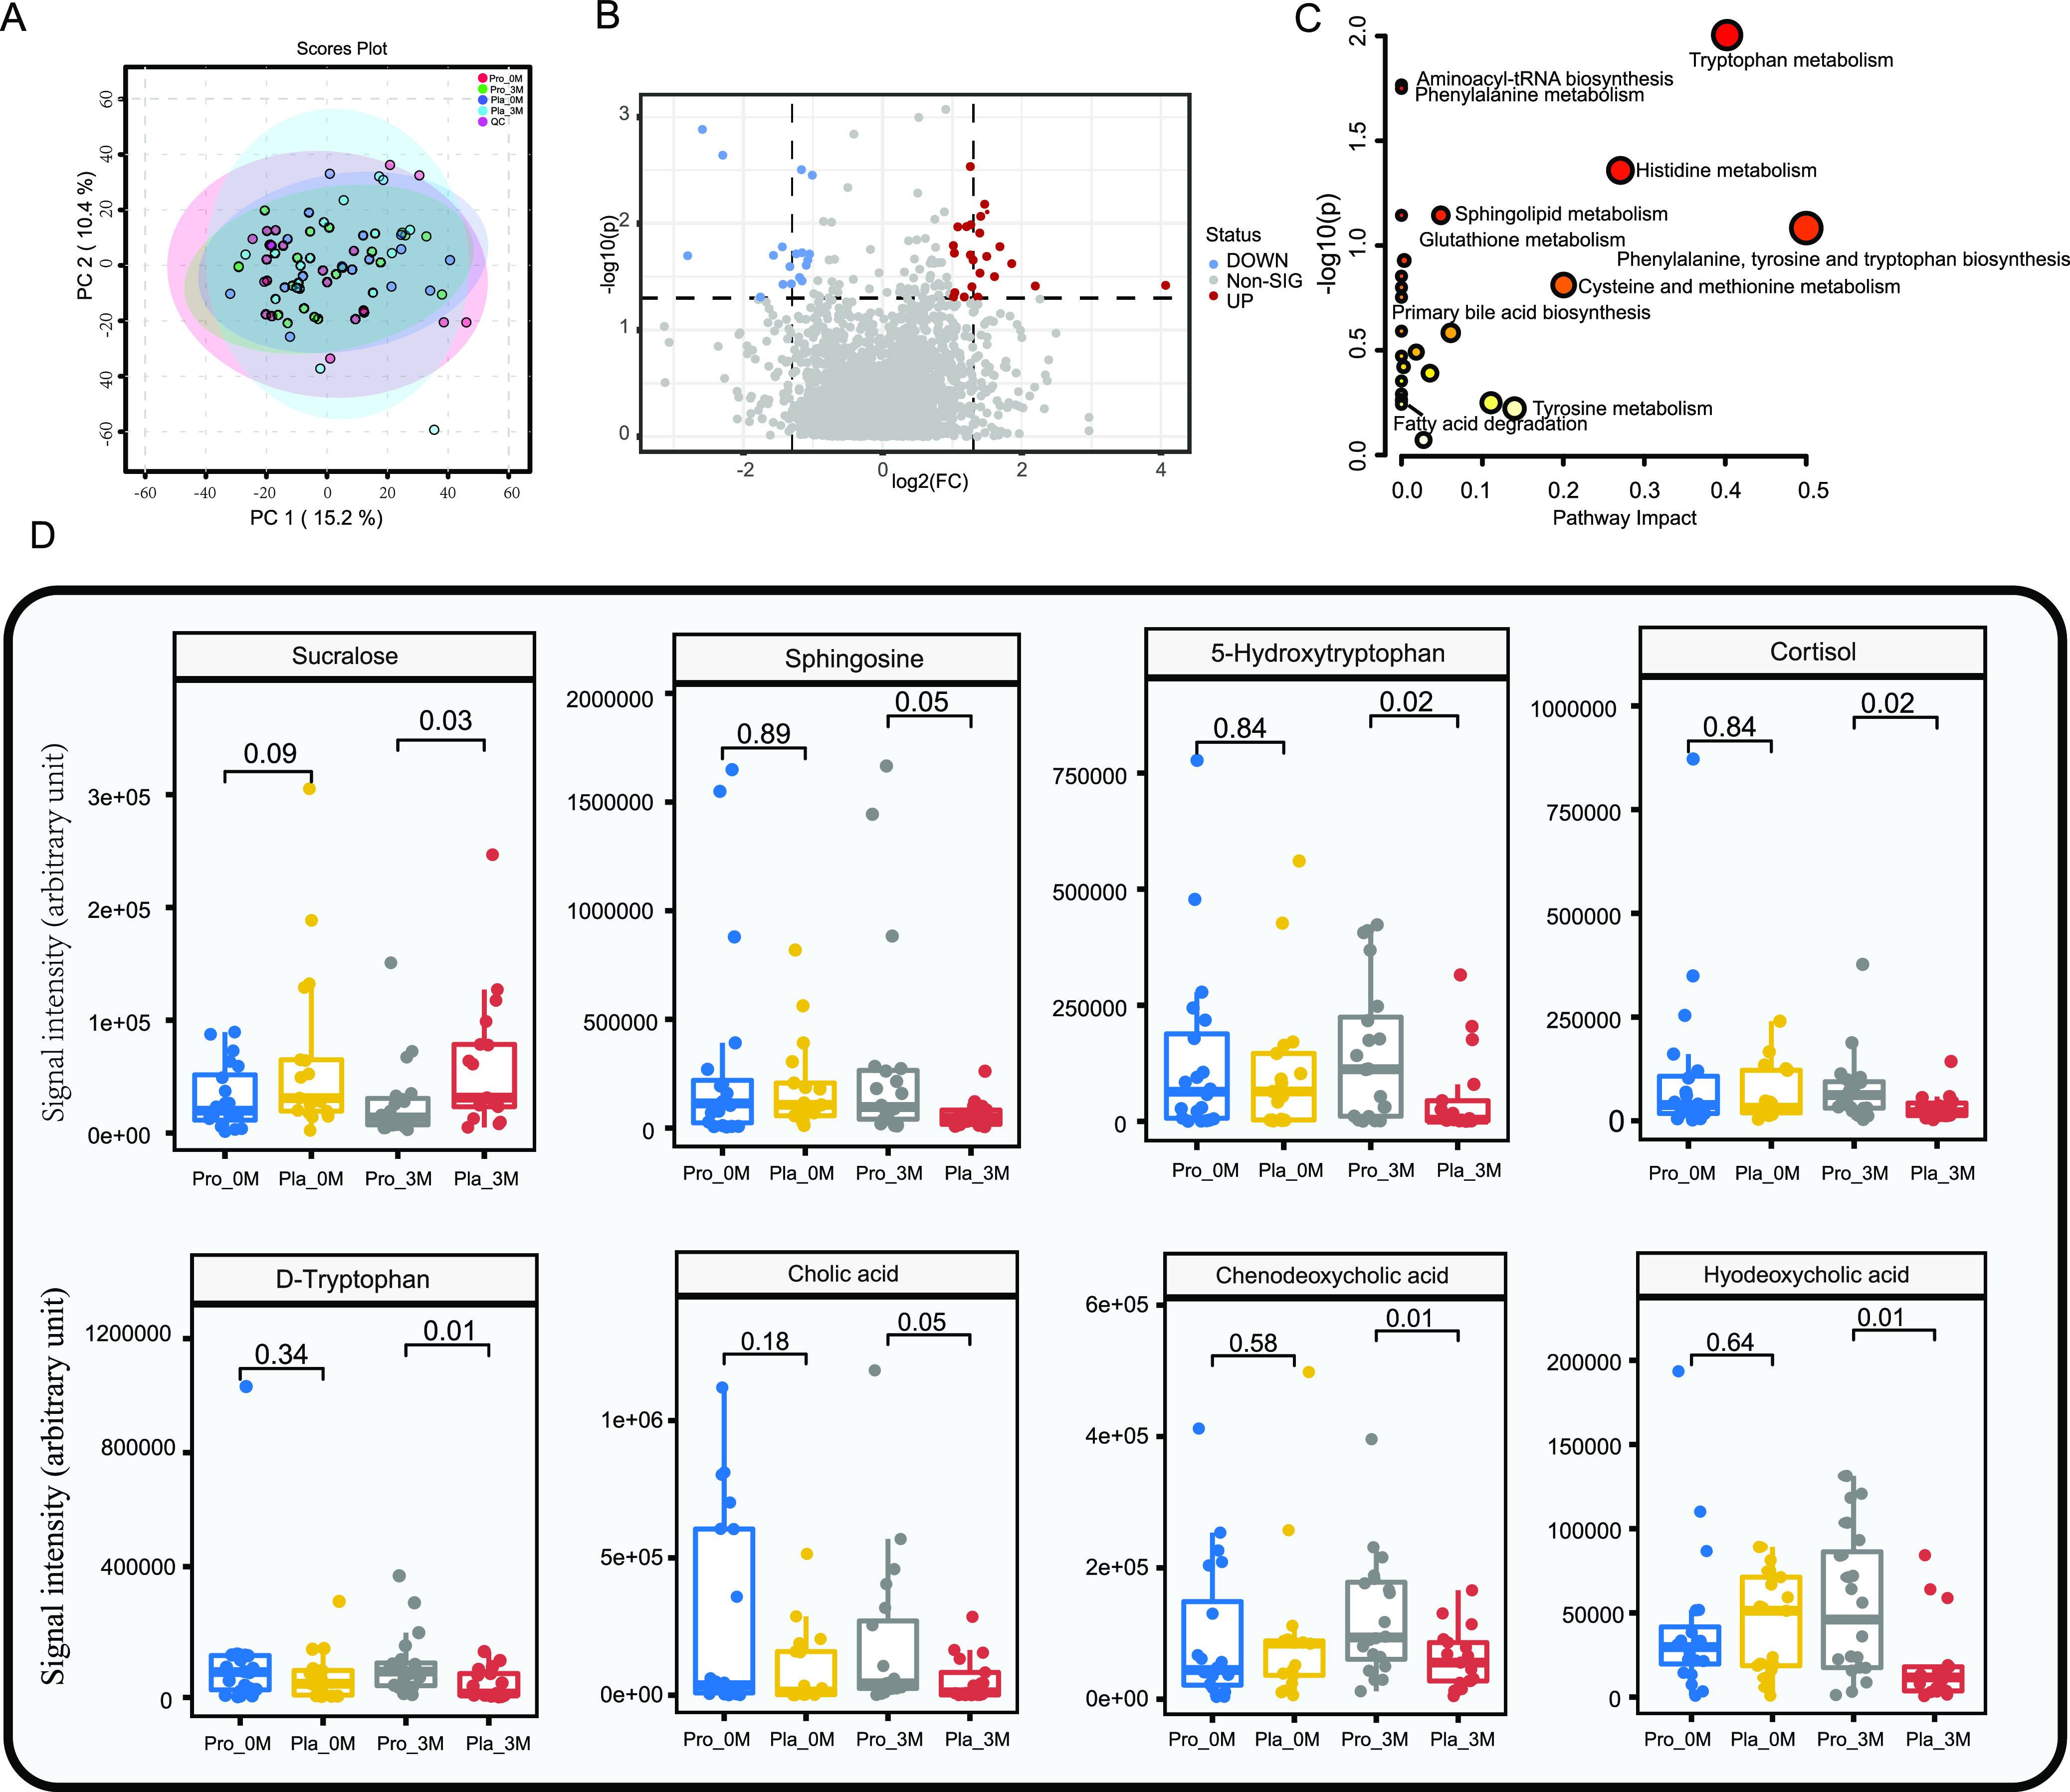 A
Scores Plot
Pro_0M
Pro_3M
Pla_0M
Pla_3M
QC
60
40
20
0
-20
40
-60
PC 2 ( 10.4 %)
-60 -40 -20 0 20 40 60
PC 1 ( 15.2 %)
B
3
2
1
0
-log10(p)
-2 0 2 4
log2(FC)
Status
DOWN
Non-SIG
UP
C
2.0
1.5
1.0
0.5
0.0
-log10(p)
Tryptophan metabolism
Aminoacyl-tRNA biosynthesis
Phenylalanine metabolism
Histidine metabolism
Sphingolipid metabolism
Glutathione metabolism
Phenylalanine, tyrosine and tryptophan biosynthesis
Cysteine and methionine metabolism
Primary bile acid biosynthesis
Tyrosine metabolism
Fatty acid degradation
0.0 0.1 0.2 0.3 0.4 0.5
Pathway Impact
D
Signal intensity (arbitrary unit)
Sucralose
0.09
0.03
3e+05
2e+05
1e+05
0e+00
Pro_0M Pla_0M Pro_3M Pla_3M
Sphingosine
0.89
0.05
2000000
1500000
1000000
500000
0
Pro_0M Pla_0M Pro_3M Pla_3M
5-Hydroxytryptophan
0.84
0.02
750000
500000
250000
0
Pro_0M Pla_0M Pro_3M Pla_3M
Cortisol
0.84
0.02
1000000
750000
500000
250000
0
Pro_0M Pla_0M Pro_3M Pla_3M
Signal intensity (arbitrary unit)
D-Tryptophan
0.34
0.01
1200000
800000
400000
0
Pro_0M Pla_0M Pro_3M Pla_3M
Cholic acid
0.18
0.05
1e+06
5e+05
0e+00
Pro_0M Pla_0M Pro_3M Pla_3M
Chenodeoxycholic acid
0.58
0.01
6e+05
4e+05
2e+05
0e+00
Pro_0M Pla_0M Pro_3M Pla_3M
Hyodeoxycholic acid
0.64
0.01
200000
150000
100000
50000
0
Pro_0M Pla_0M Pro_3M Pla_3M